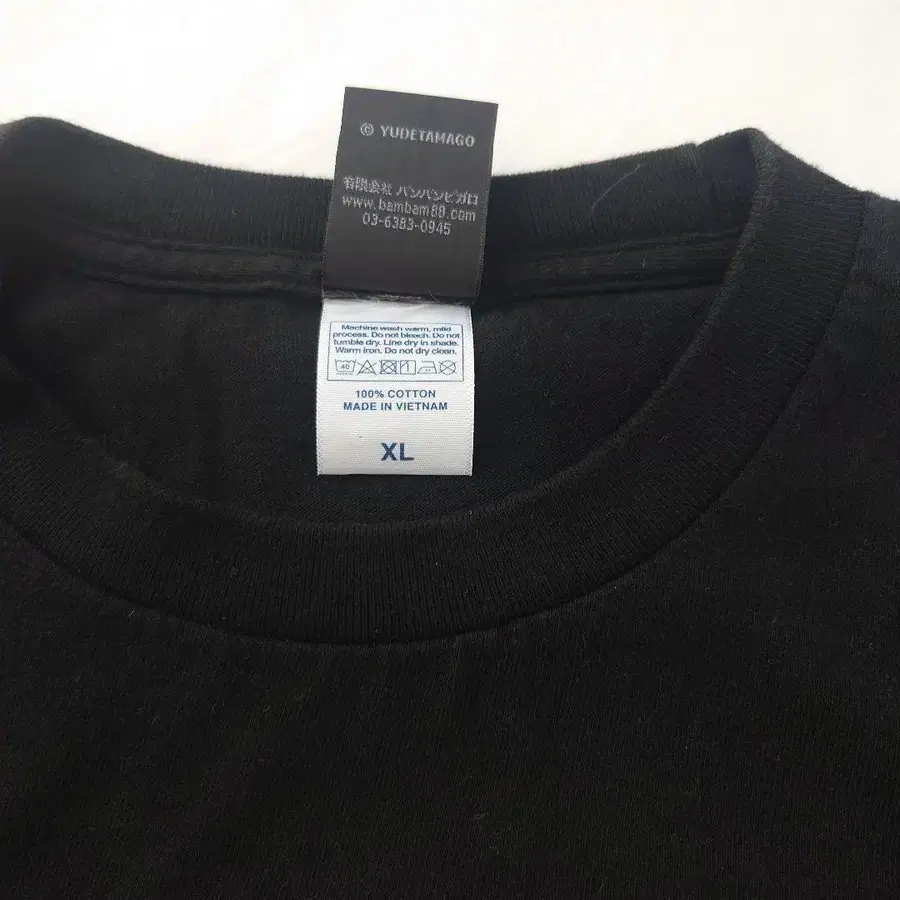 © YUDETAMAGO
有限会社 バンバンビガロ
www.bambam88.com
03-6383-0945
Machine wash warm, mild
process. Do not bleach. Do not
tumble dry. Line dry in shade.
Warm iron. Do not dry clean.
40
100% COTTON
MADE IN VIETNAM
XL